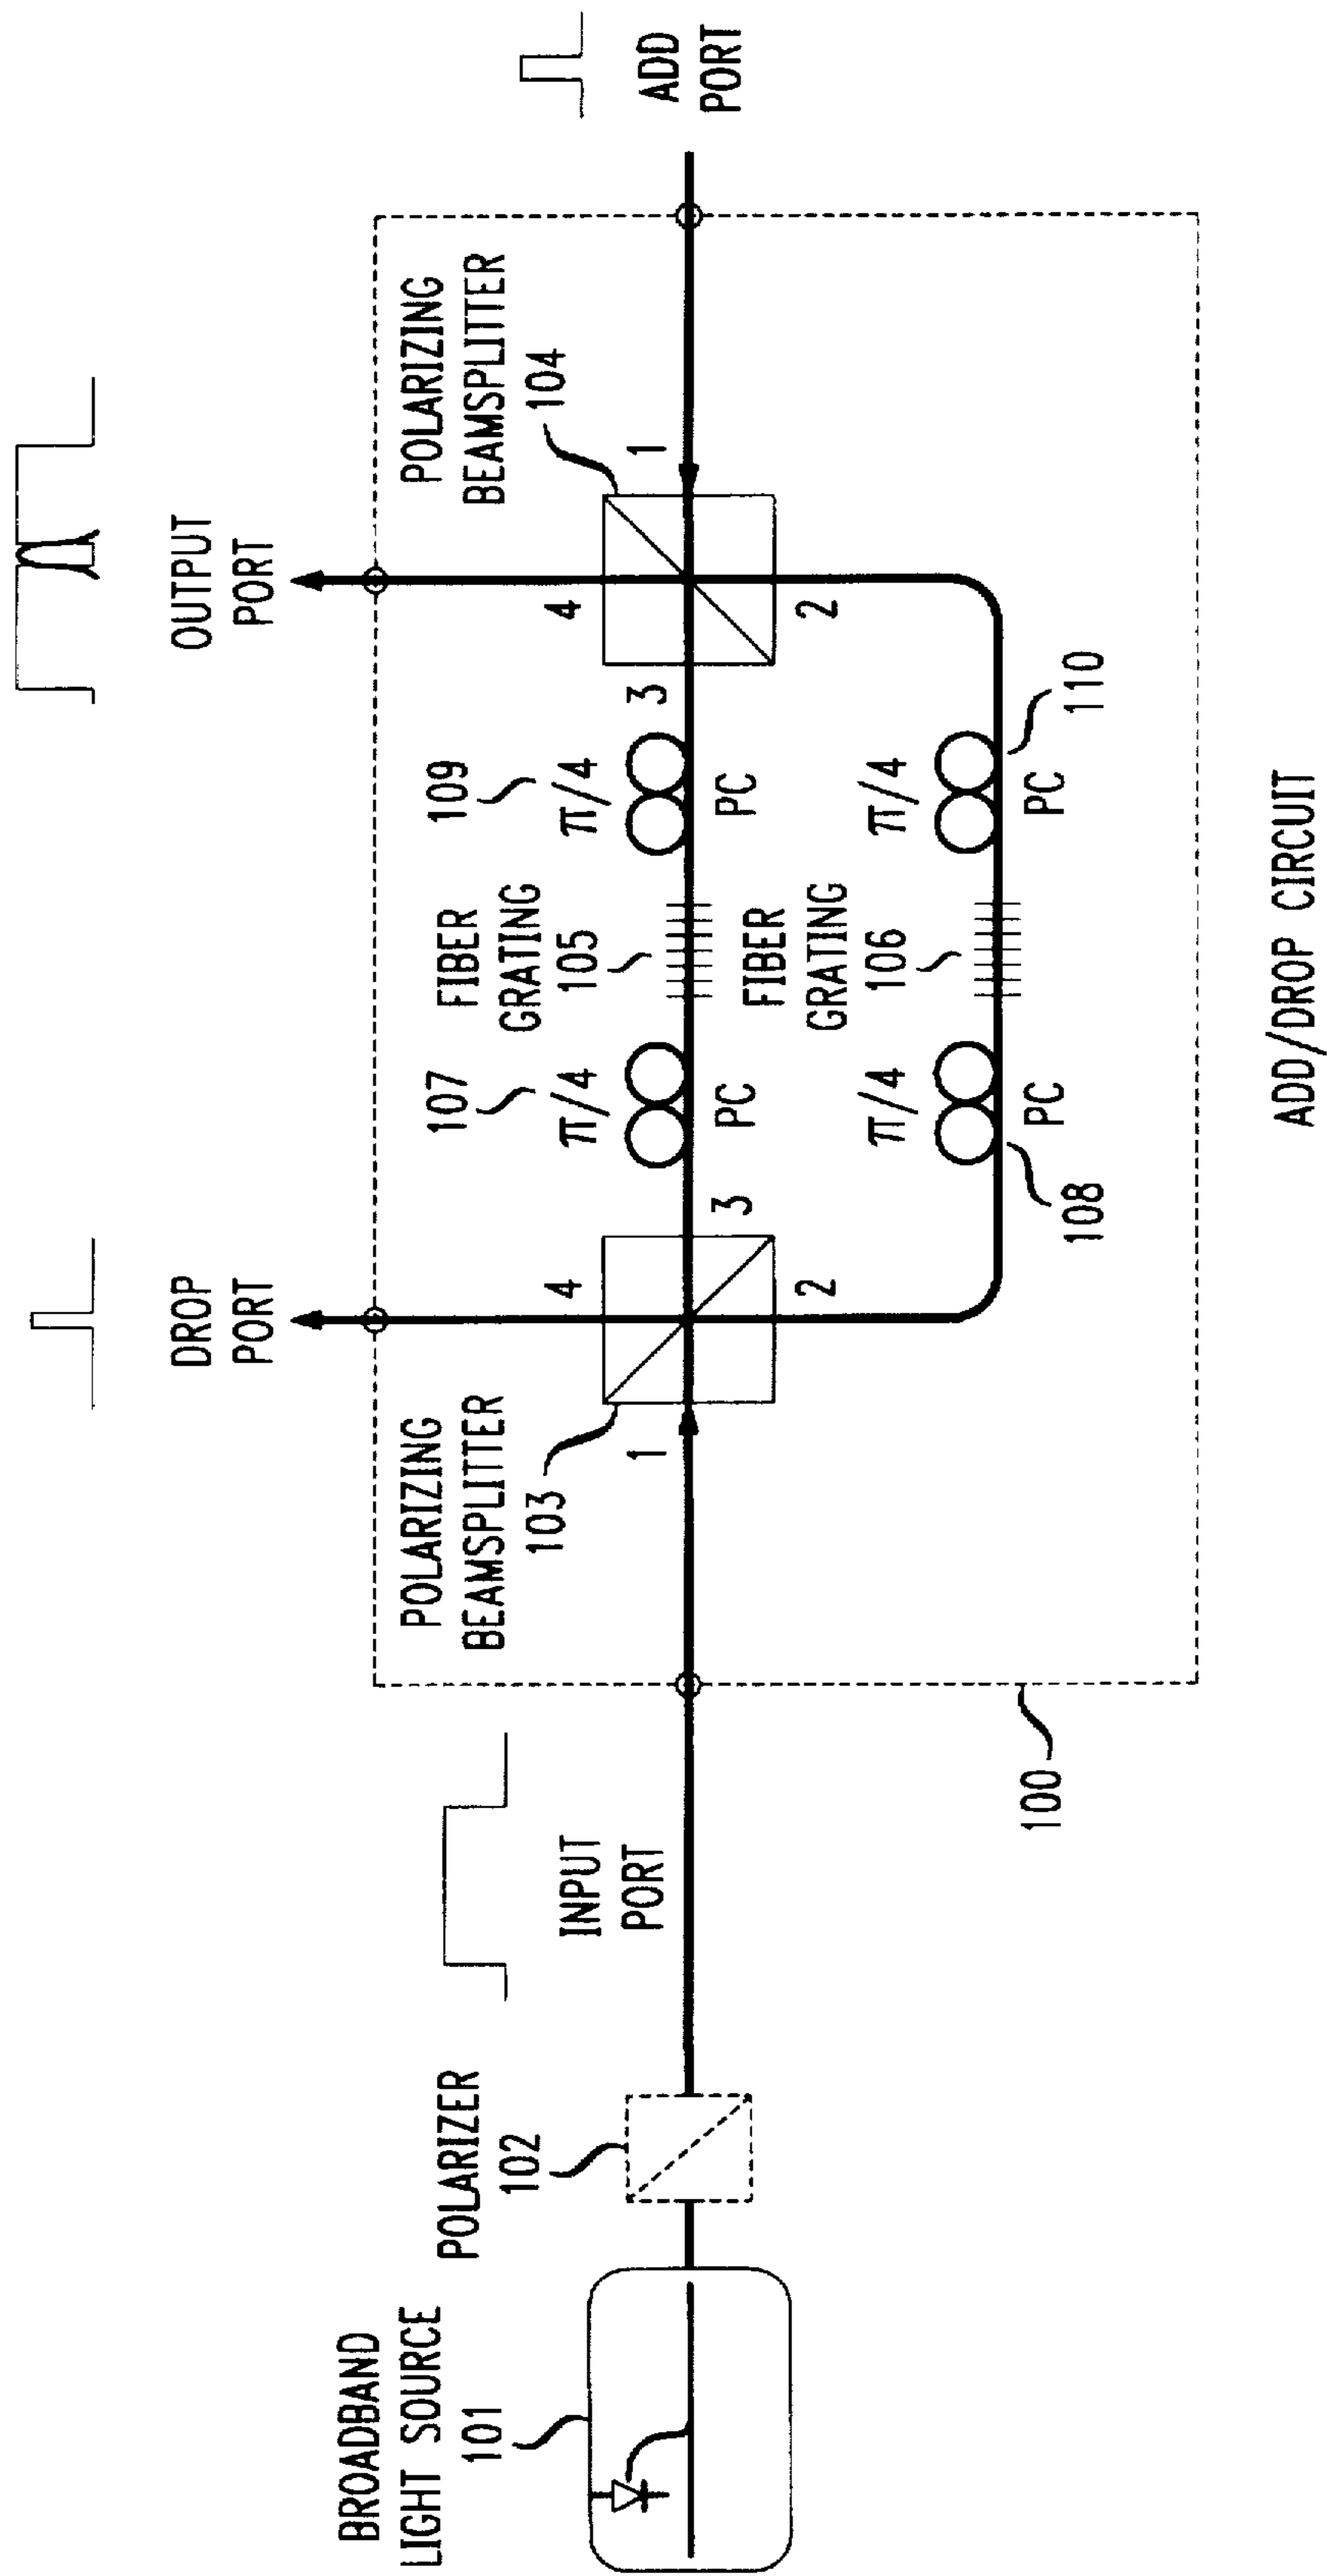 BROADBAND
LIGHT SOURCE
101
POLARIZER
102
INPUT
PORT
100
POLARIZING
BEAMSPLITTER
103
1
4
2
3
DROP
PORT
107
π/4
PC
FIBER
GRATING
105
109
π/4
PC
π/4
PC
108
FIBER
GRATING
106
π/4
PC
110
POLARIZING
BEAMSPLITTER
104
3
4
2
1
OUTPUT
PORT
ADD
PORT
ADD/DROP CIRCUIT